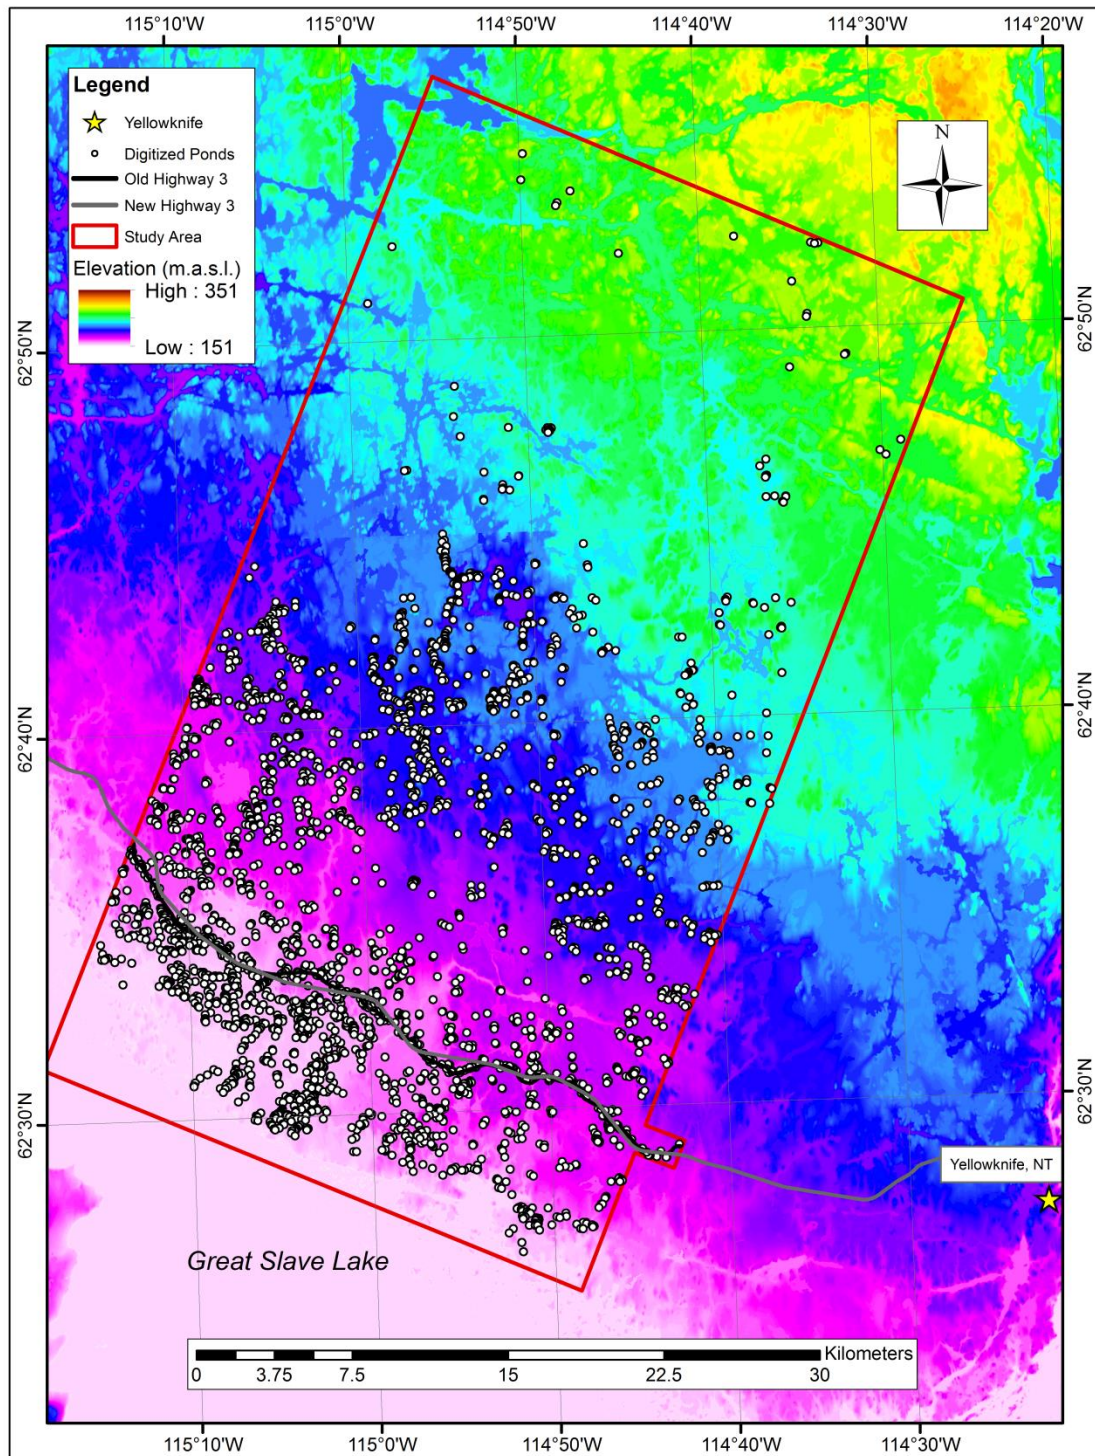 115°10'W 115°0'W 114°50'W 114°40'W 114°30'W 114°20'W
Legend
Yellowknife
Digitized Ponds
Old Highway 3
New Highway 3
Study Area
Elevation (m.a.s.l.)
High : 351
Low : 151
N
62°50'N
62°50'N
62°40'N
62°40'N
62°30'N
62°30'N
Yellowknife, NT
Great Slave Lake
Kilometers
0 3.75 7.5 15 22.5 30
115°10'W 115°0'W 114°50'W 114°40'W 114°30'W